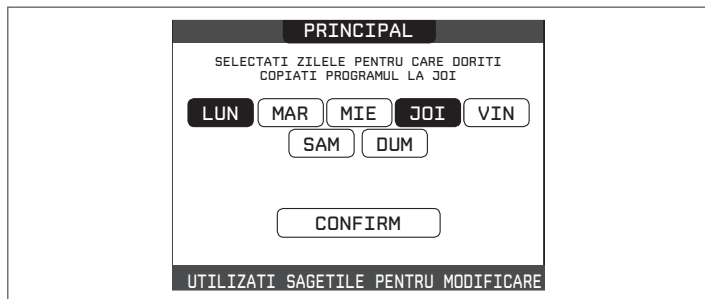 PRINCIPAL
SELECTATI ZILELE PENTRU CARE DORITI
COPIATI PROGRAMUL LA JOI
LUN MAR MIE JOI VIN
SAM DUM
CONFIRM
UTILIZATI SAGETILE PENTRU MODIFICARE